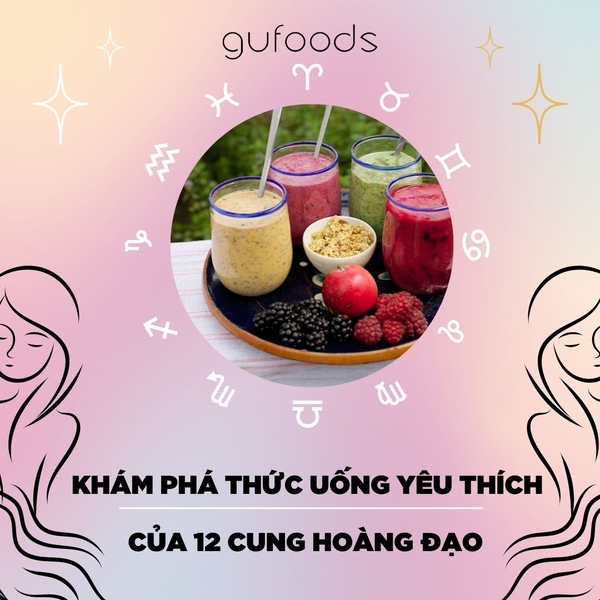 gufoods
KHÁM PHÁ THỨC UỐNG YÊU THÍCH
CỦA 12 CUNG HOÀNG ĐẠO